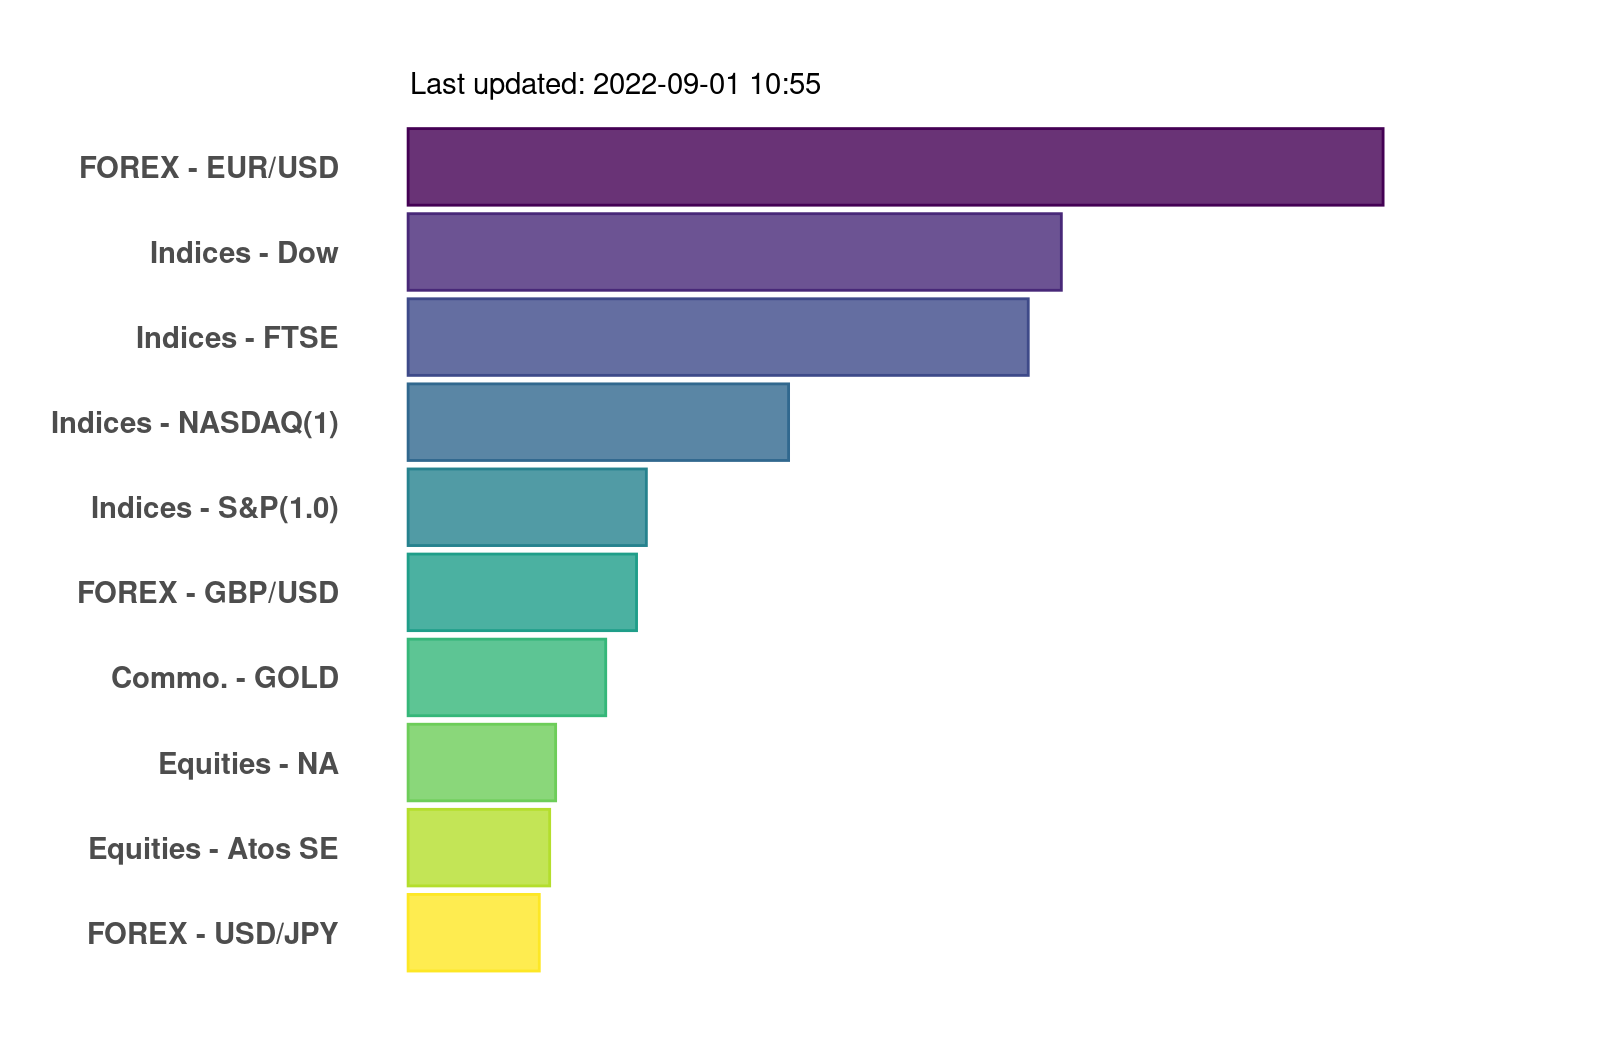 Last updated: 2022-09-01 10:55
FOREX - EUR/USD
Indices - Dow
Indices - FTSE
Indices - NASDAQ(1)
Indices - S&P(1.0)
FOREX - GBP/USD
Commo. - GOLD
Equities - NA
Equities - Atos SE
FOREX - USD/JPY